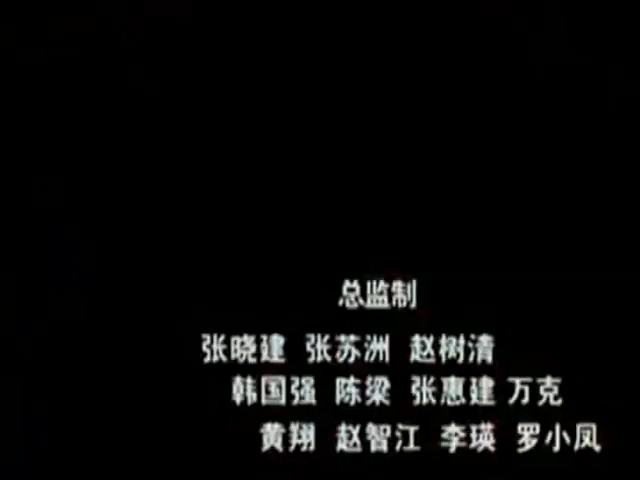 总监制
张晓建 张苏洲 赵树清
韩国强 陈梁 张惠建 万克
黄翔 赵智江 李瑛 罗小凤